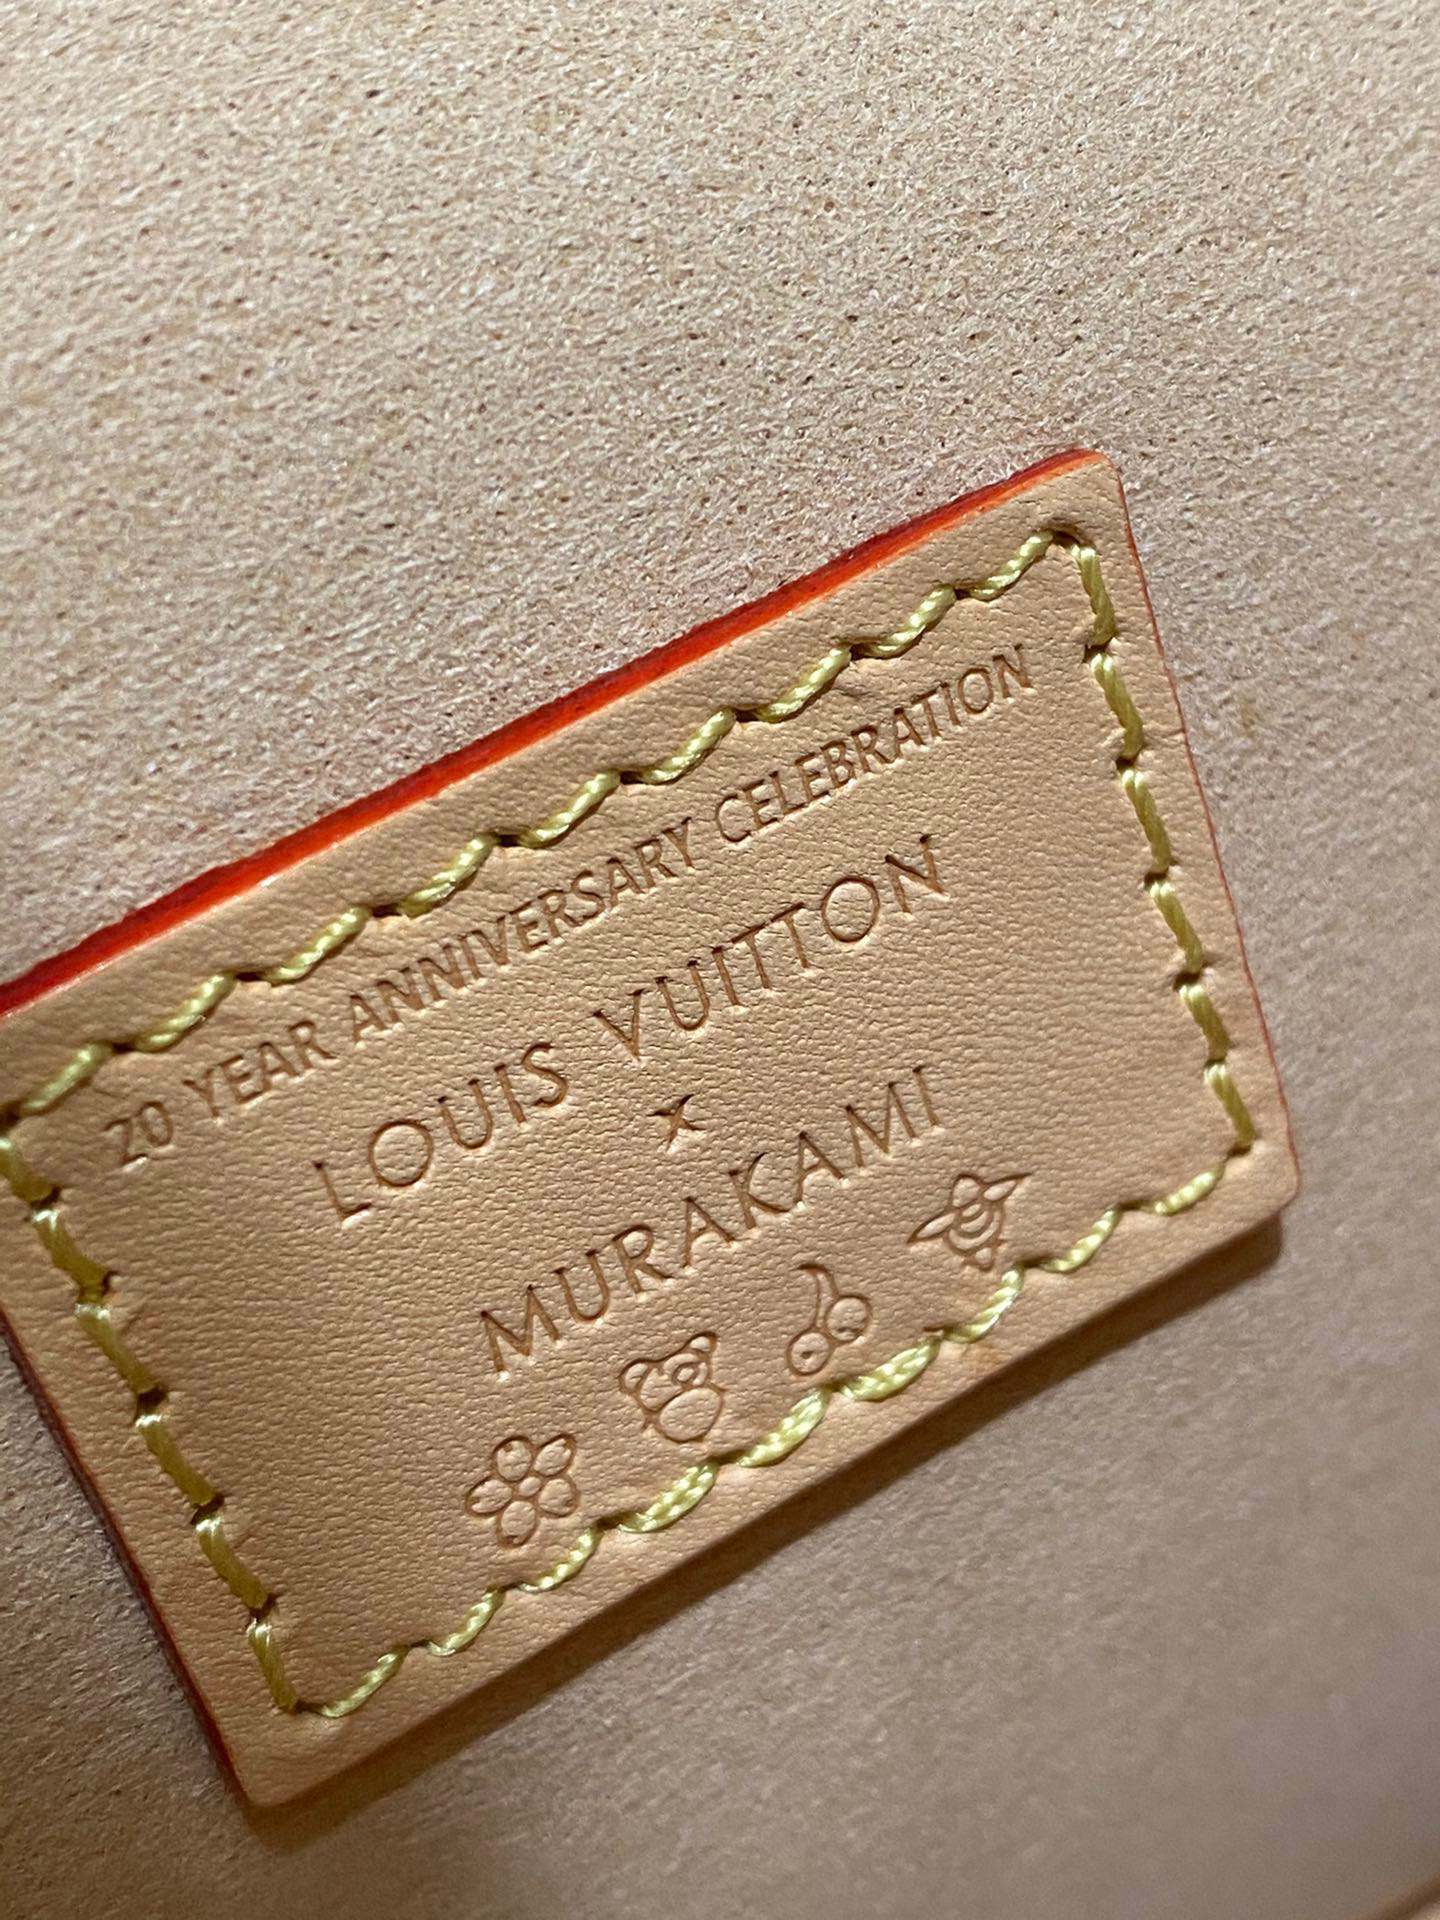 20 YEAR ANNIVERSARY CELEBRATION
LOUIS VUITTON
x
MURAKAMI